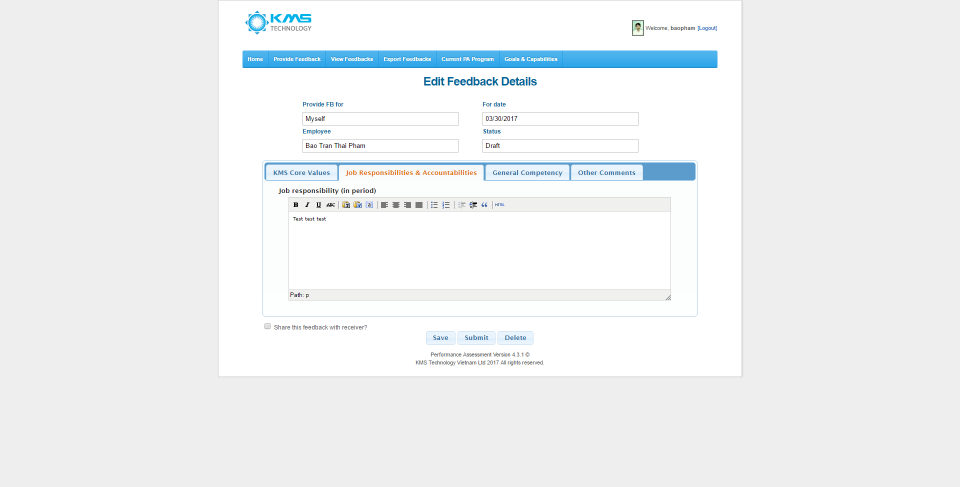 KMS
TECHNOLOGY
Welcome, baopham [Logout]
Home Provide Feedback View Feedbacks Export Feedbacks Current PA Program Goals & Capabilities
Edit Feedback Details
Provide FB for For date
Myself 03/30/2017
Employee Status
Bao Tran Thai Pham Draft
KMS Core Values Job Responsibilities & Accountabilities General Competency Other Comments
Job responsibility (in period)
B I U ABC HTML
Test test test
Path: p
Share this feedback with receiver?
Save Submit Delete
Performance Assessment Version 4.3.1 ©
KMS Technology Vietnam Ltd 2017 All rights reserved.